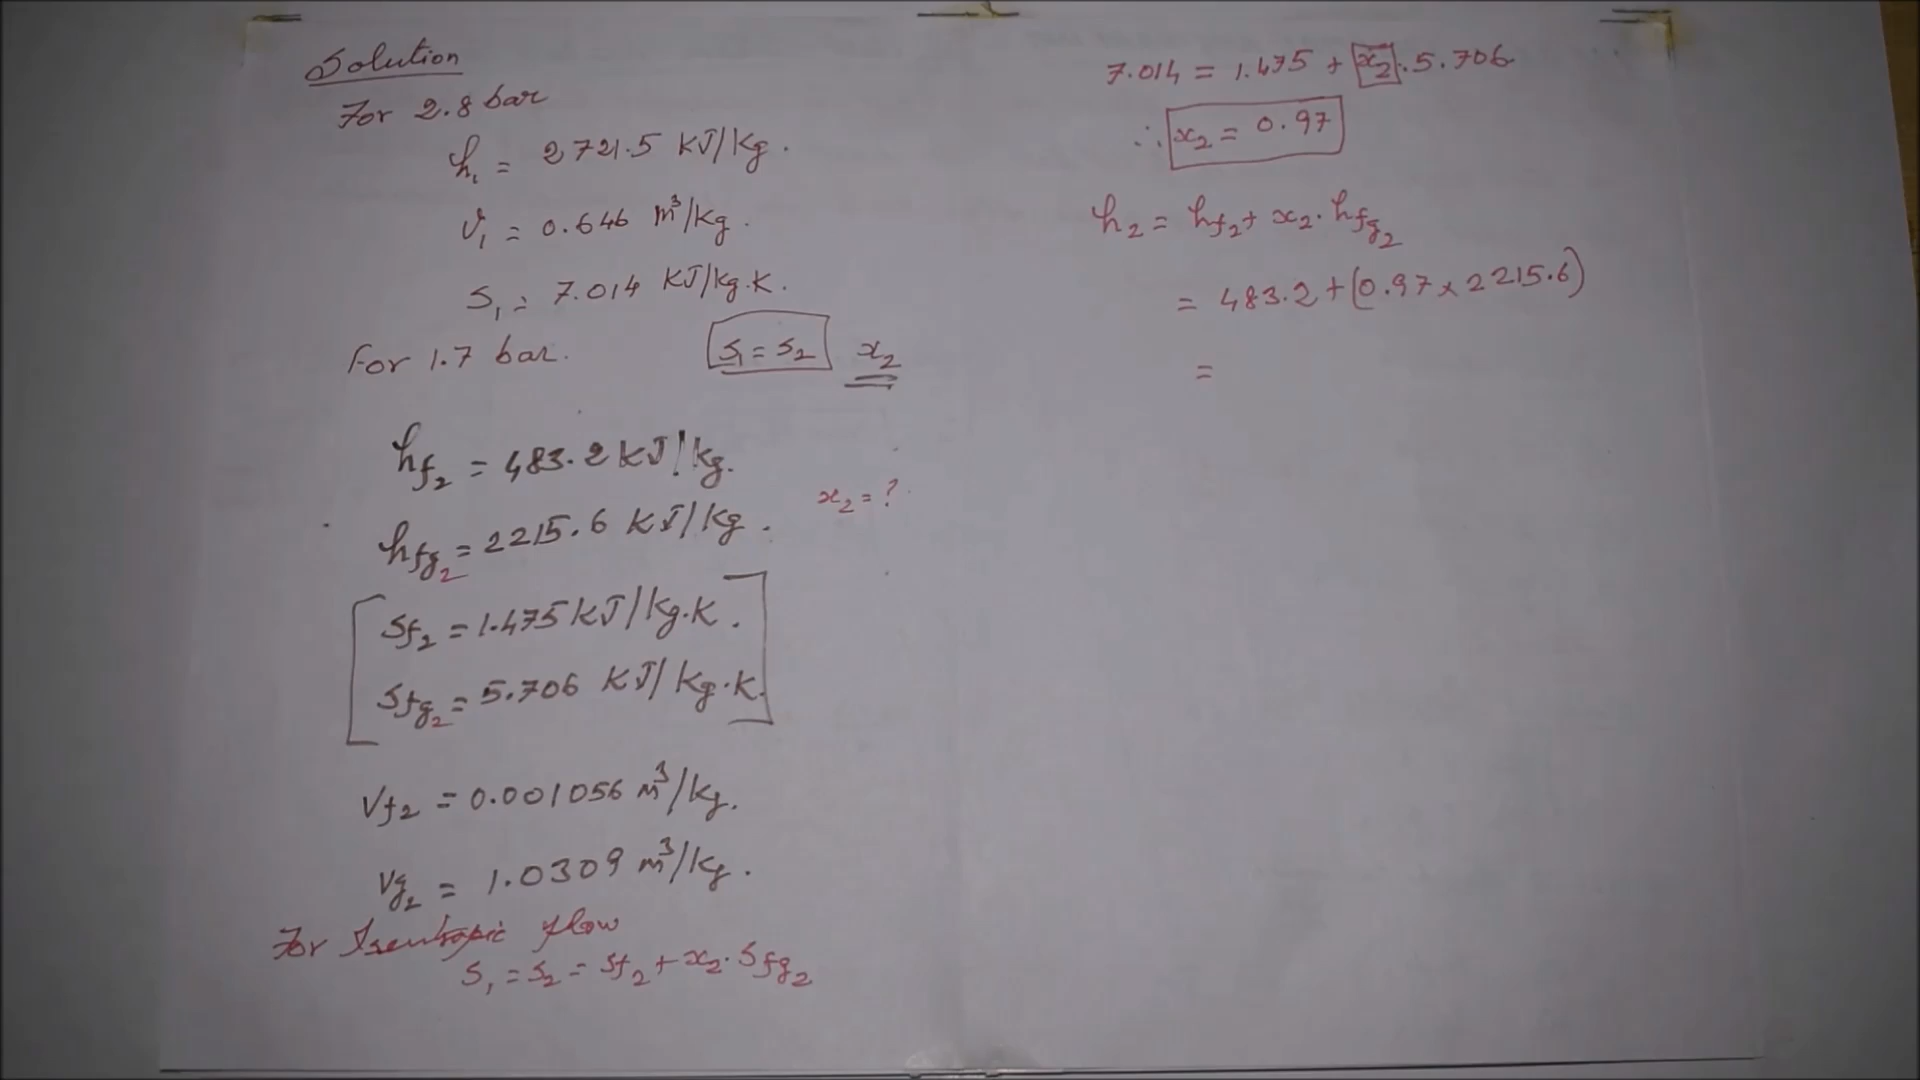 Solution
For 2.8 bar
h₁ = 2721.5 KJ/Kg.
v₁ = 0.646 m³/Kg.
s₁ = 7.014 KJ/Kg.K.
For 1.7 bar. s₁ = s₂ x₂
hf₂ = 483.2 KJ/Kg.
hfg₂ = 2215.6 KJ/Kg. x₂ = ?
Sf₂ = 1.475 KJ/Kg.K.
Sfg₂ = 5.706 KJ/Kg.K.
Vf₂ = 0.001056 m³/Kg.
Vg₂ = 1.0309 m³/Kg.
For Isentropic flow
S₁ = S₂ = Sf₂ + x₂. Sfg₂
7.014 = 1.475 + x₂. 5.706
∴ x₂ = 0.97
h₂ = hf₂ + x₂. hfg₂
= 483.2 + (0.97 × 2215.6)
=